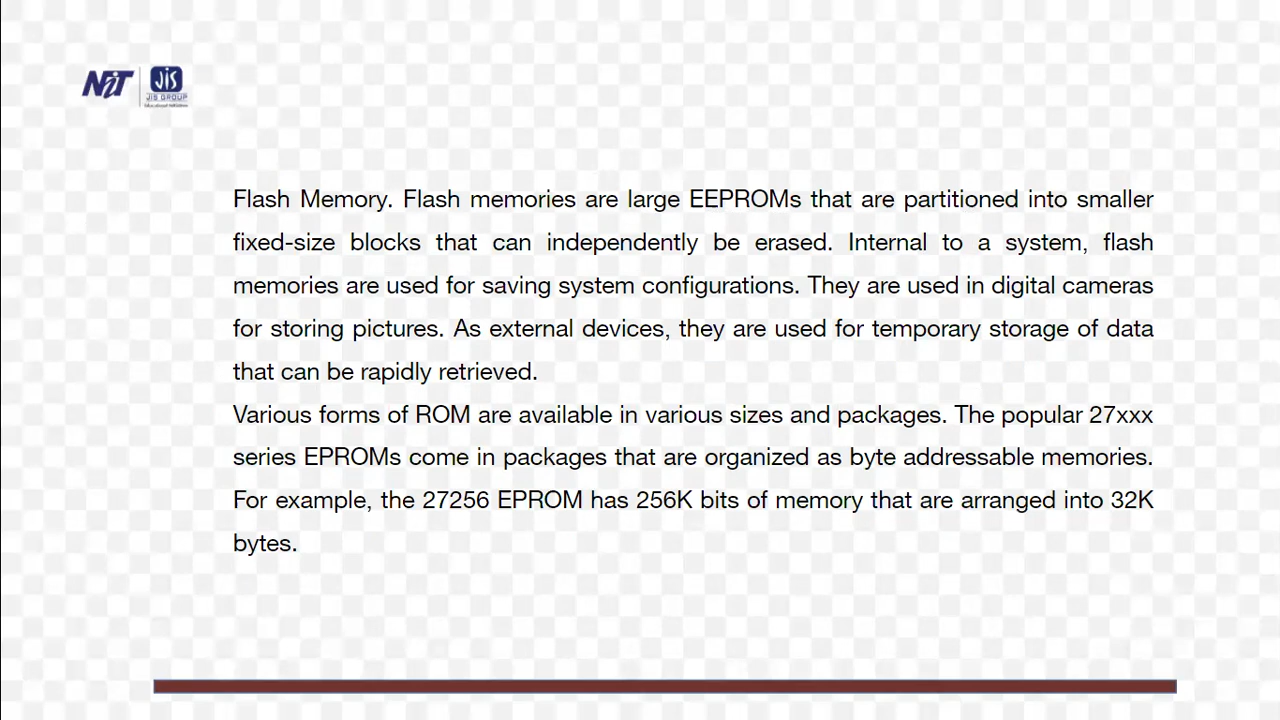 NiT
JIS
JIS GROUP
Educational Initiatives
Flash Memory. Flash memories are large EEPROMs that are partitioned into smaller
fixed-size blocks that can independently be erased. Internal to a system, flash
memories are used for saving system configurations. They are used in digital cameras
for storing pictures. As external devices, they are used for temporary storage of data
that can be rapidly retrieved.
Various forms of ROM are available in various sizes and packages. The popular 27xxx
series EPROMs come in packages that are organized as byte addressable memories.
For example, the 27256 EPROM has 256K bits of memory that are arranged into 32K
bytes.